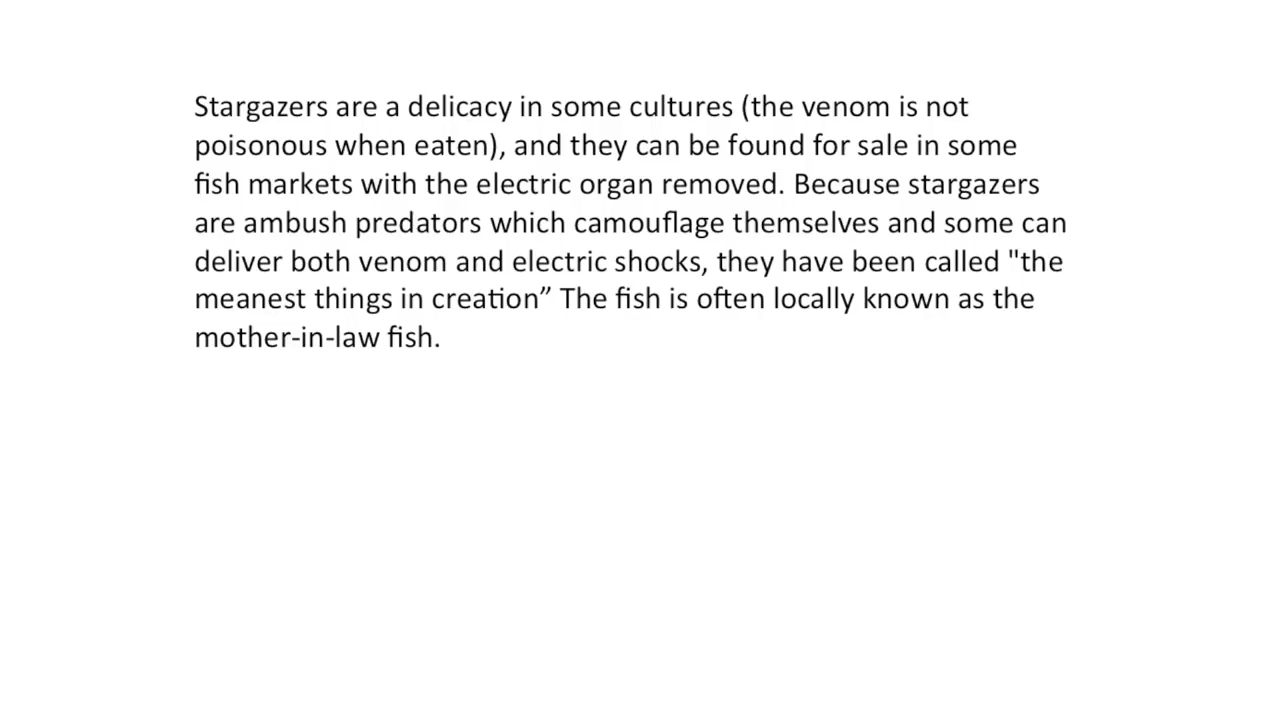 Stargazers are a delicacy in some cultures (the venom is not
poisonous when eaten), and they can be found for sale in some
fish markets with the electric organ removed. Because stargazers
are ambush predators which camouflage themselves and some can
deliver both venom and electric shocks, they have been called "the
meanest things in creation” The fish is often locally known as the
mother-in-law fish.